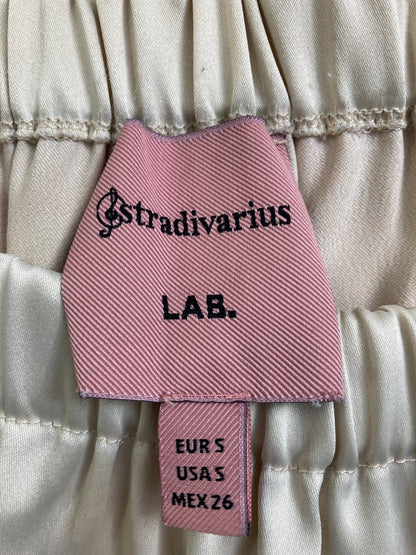 stradivarius
LAB.
EUR S
USA S
MEX 26